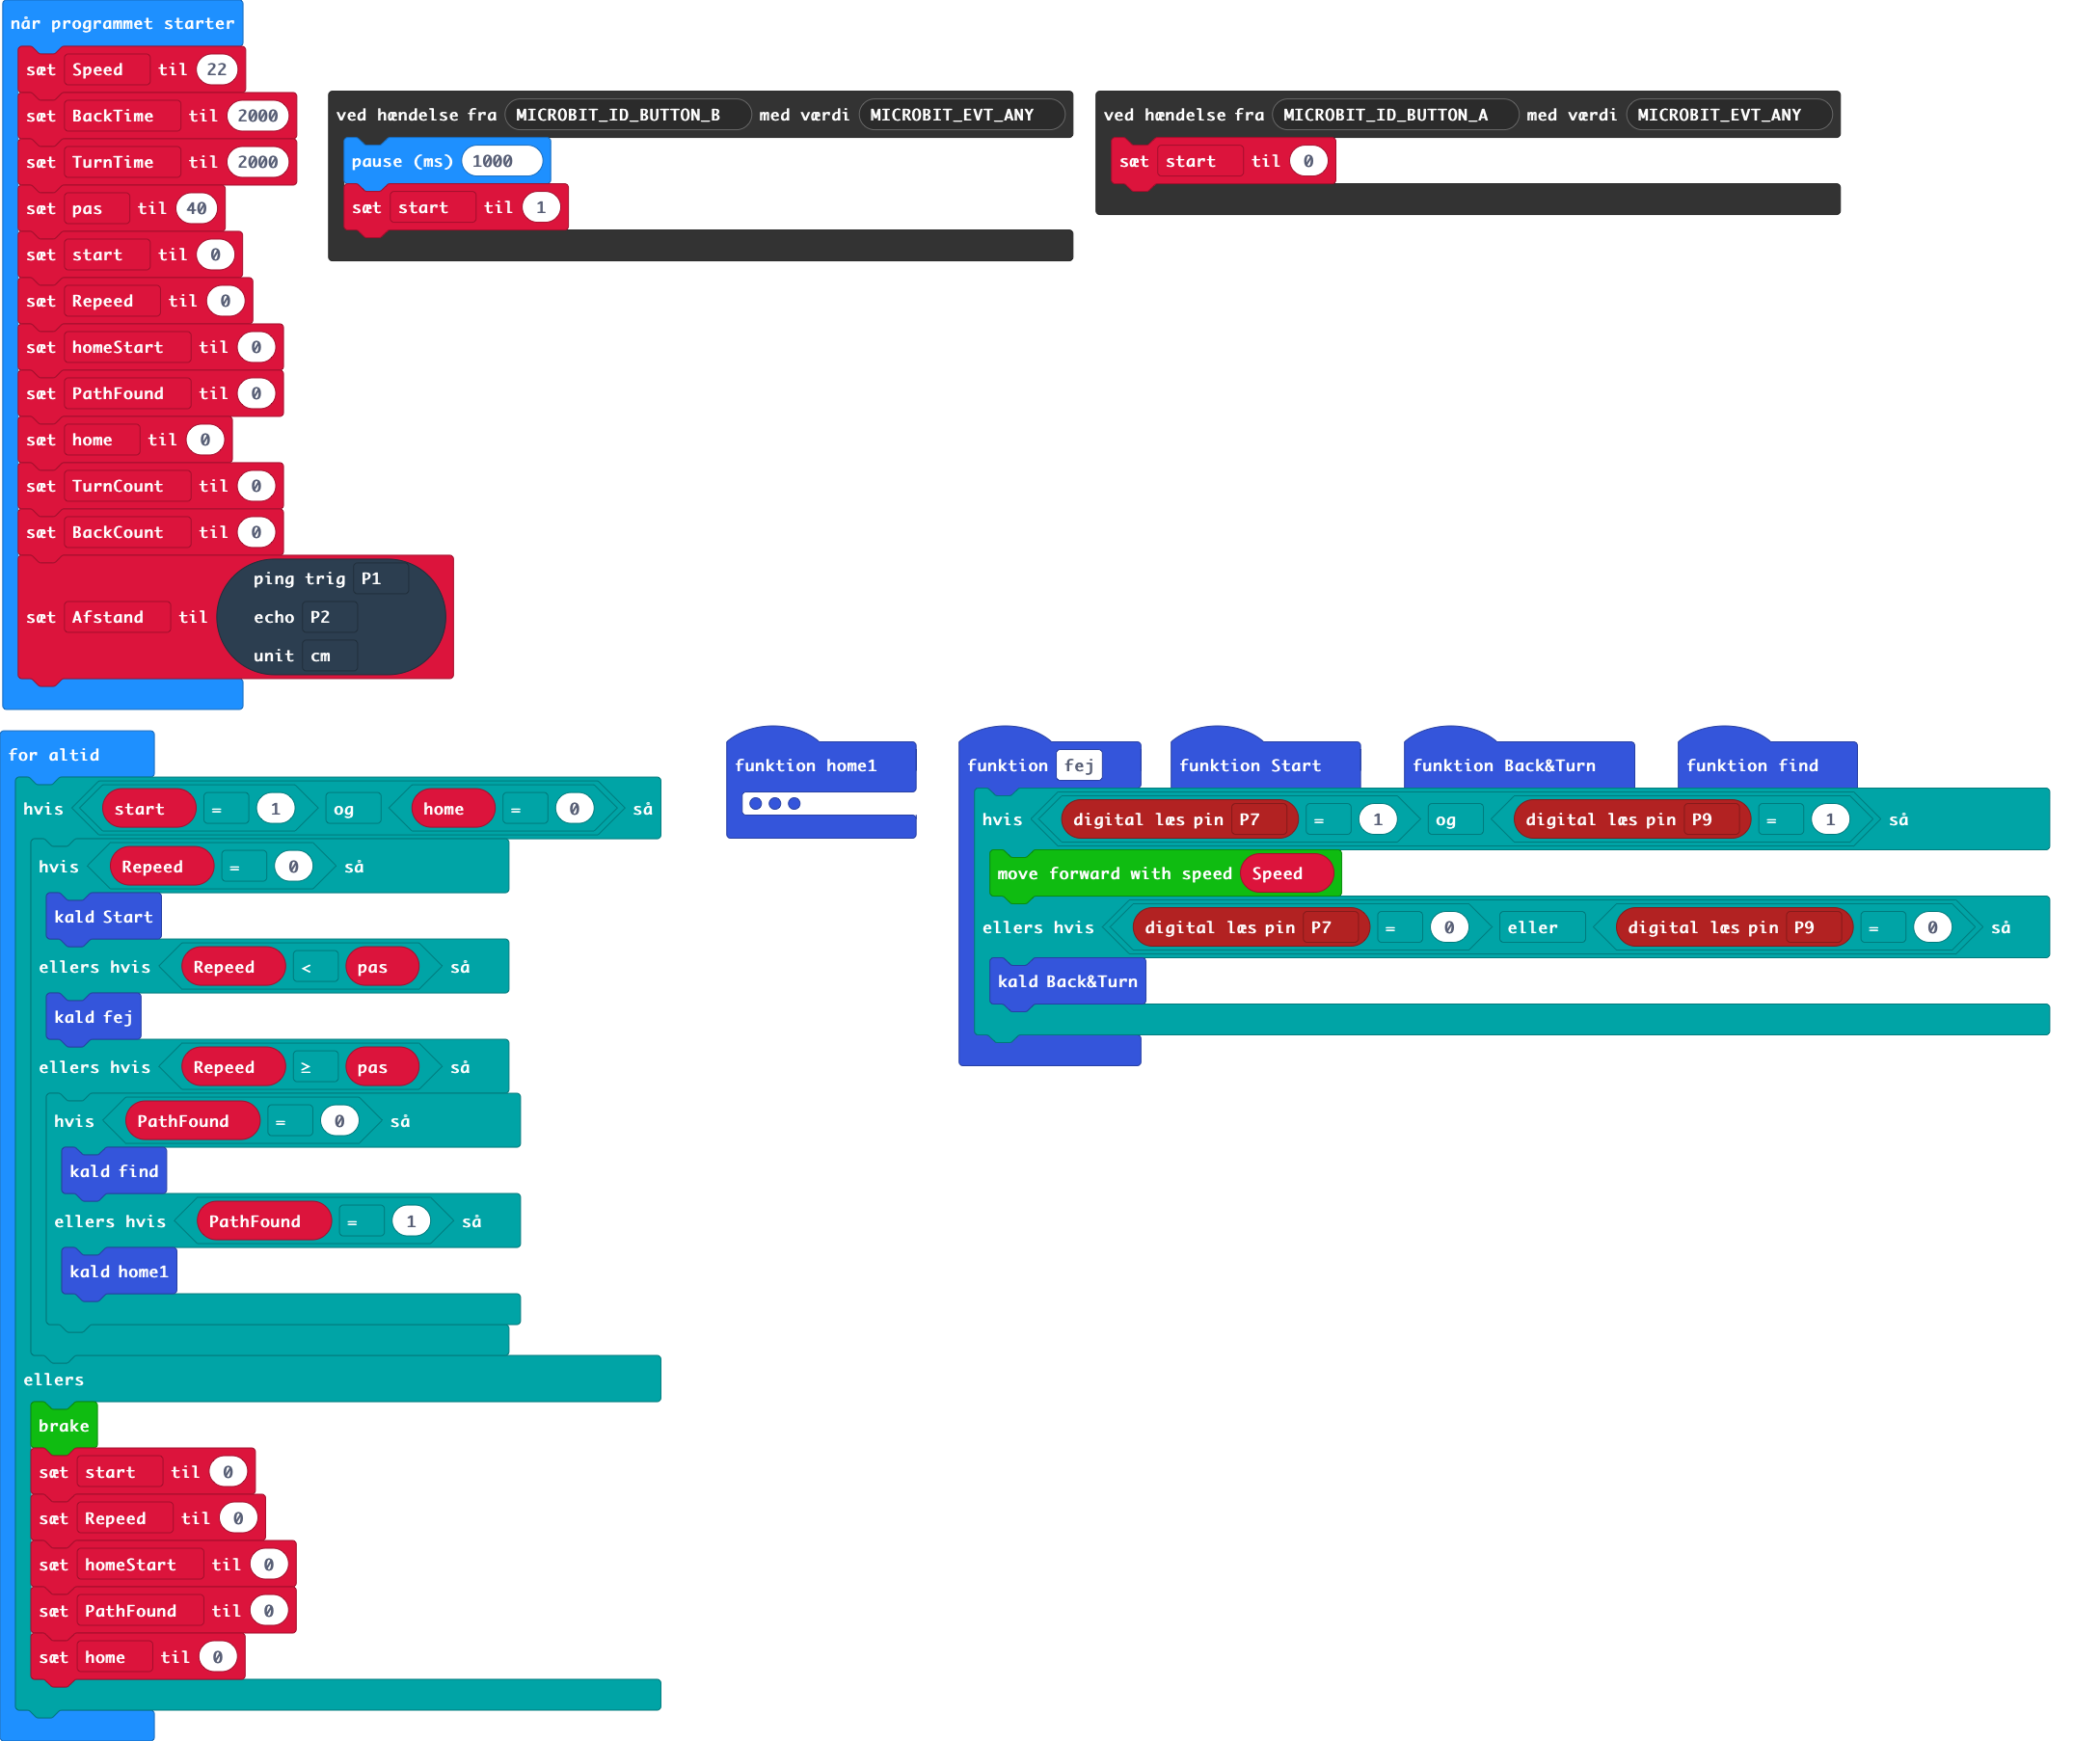 når programmet starter
sæt Speed til 22
sæt BackTime til 2000
sæt TurnTime til 2000
sæt pas til 40
sæt start til 0
sæt Repeed til 0
sæt homeStart til 0
sæt PathFound til 0
sæt home til 0
sæt TurnCount til 0
sæt BackCount til 0
sæt Afstand til
ping trig P1
echo P2
unit cm
ved hændelse fra MICROBIT_ID_BUTTON_B med værdi MICROBIT_EVT_ANY
pause (ms) 1000
sæt start til 1
ved hændelse fra MICROBIT_ID_BUTTON_A med værdi MICROBIT_EVT_ANY
sæt start til 0
for altid
hvis start = 1 og home = 0 så
hvis Repeed = 0 så
kald Start
ellers hvis Repeed < pas så
kald fej
ellers hvis Repeed ≥ pas så
hvis PathFound = 0 så
kald find
ellers hvis PathFound = 1 så
kald home1
ellers
brake
sæt start til 0
sæt Repeed til 0
sæt homeStart til 0
sæt PathFound til 0
sæt home til 0
funktion home1
funktion fej
hvis digital læs pin P7 = 1 og digital læs pin P9 = 1 så
move forward with speed Speed
ellers hvis digital læs pin P7 = 0 eller digital læs pin P9 = 0 så
kald Back&Turn
funktion Start
funktion Back&Turn
funktion find